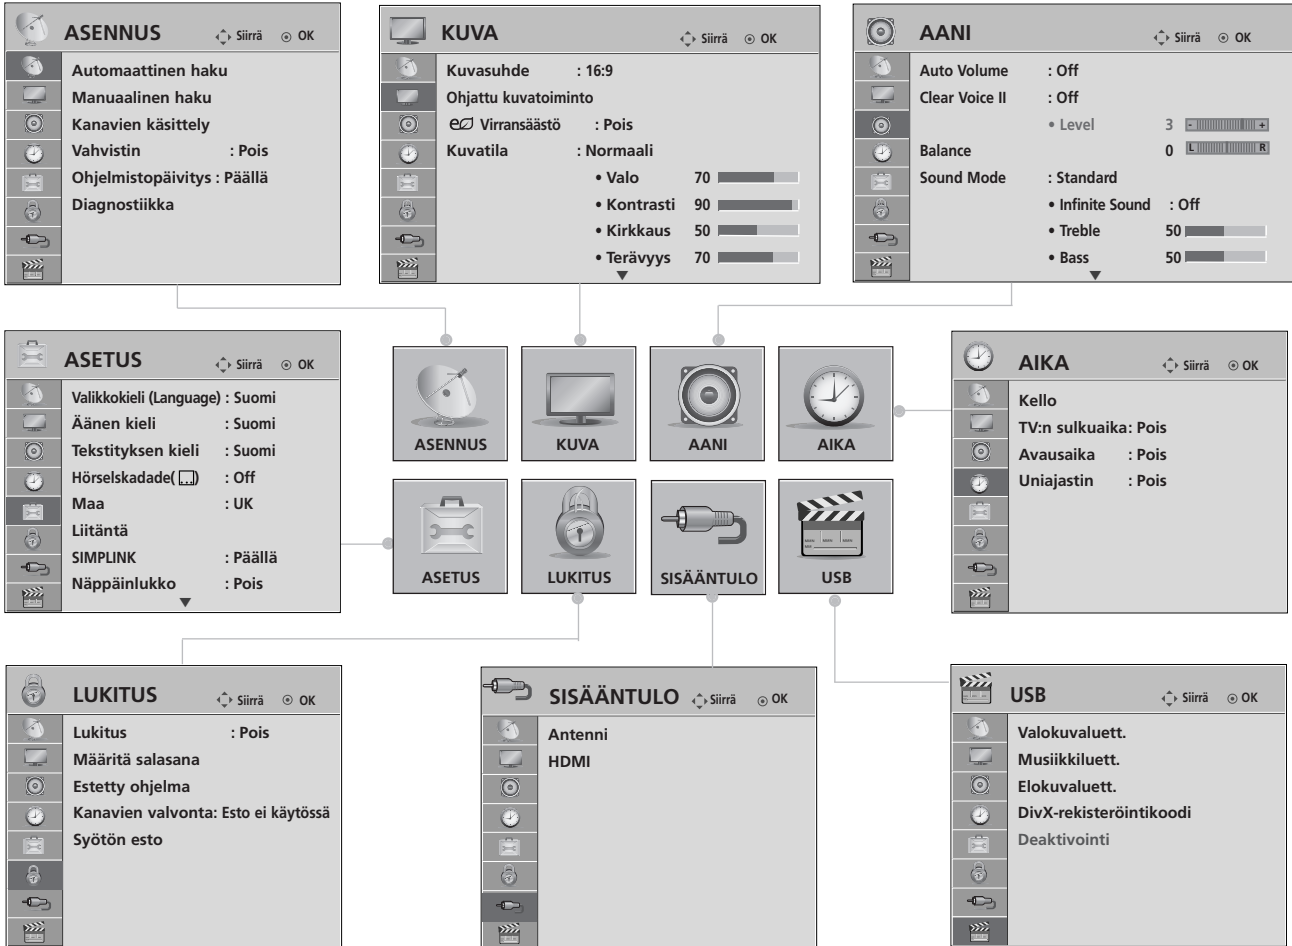 ASENNUS Siirrä OK
Automaattinen haku
Manuaalinen haku
Kanavien käsittely
Vahvistin : Pois
Ohjelmistopäivitys : Päällä
Diagnostiikka
KUVA Siirrä OK
Kuvasuhde : 16:9
Ohjattu kuvatoiminto
Virransäästö : Pois
Kuvatila : Normaali
• Valo 70
• Kontrasti 90
• Kirkkaus 50
• Terävyys 70
AANI Siirrä OK
Auto Volume : Off
Clear Voice II : Off
• Level 3 - +
Balance 0 L R
Sound Mode : Standard
• Infinite Sound : Off
• Treble 50
• Bass 50
ASETUS Siirrä OK
Valikkokieli (Language) : Suomi
Äänen kieli : Suomi
Tekstityksen kieli : Suomi
Hörselskadade( ) : Off
Maa : UK
Liitäntä
SIMPLINK : Päällä
Näppäinlukko : Pois
ASENNUS
KUVA
AANI
AIKA
ASETUS
LUKITUS
SISÄÄNTULO
USB
AIKA Siirrä OK
Kello
TV:n sulkuaika: Pois
Avausaika : Pois
Uniajastin : Pois
LUKITUS Siirrä OK
Lukitus : Pois
Määritä salasana
Estetty ohjelma
Kanavien valvonta: Esto ei käytössä
Syötön esto
SISÄÄNTULO Siirrä OK
Antenni
HDMI
USB Siirrä OK
Valokuvaluett.
Musiikkiluett.
Elokuvaluett.
DivX-rekisteröintikoodi
Deaktivointi